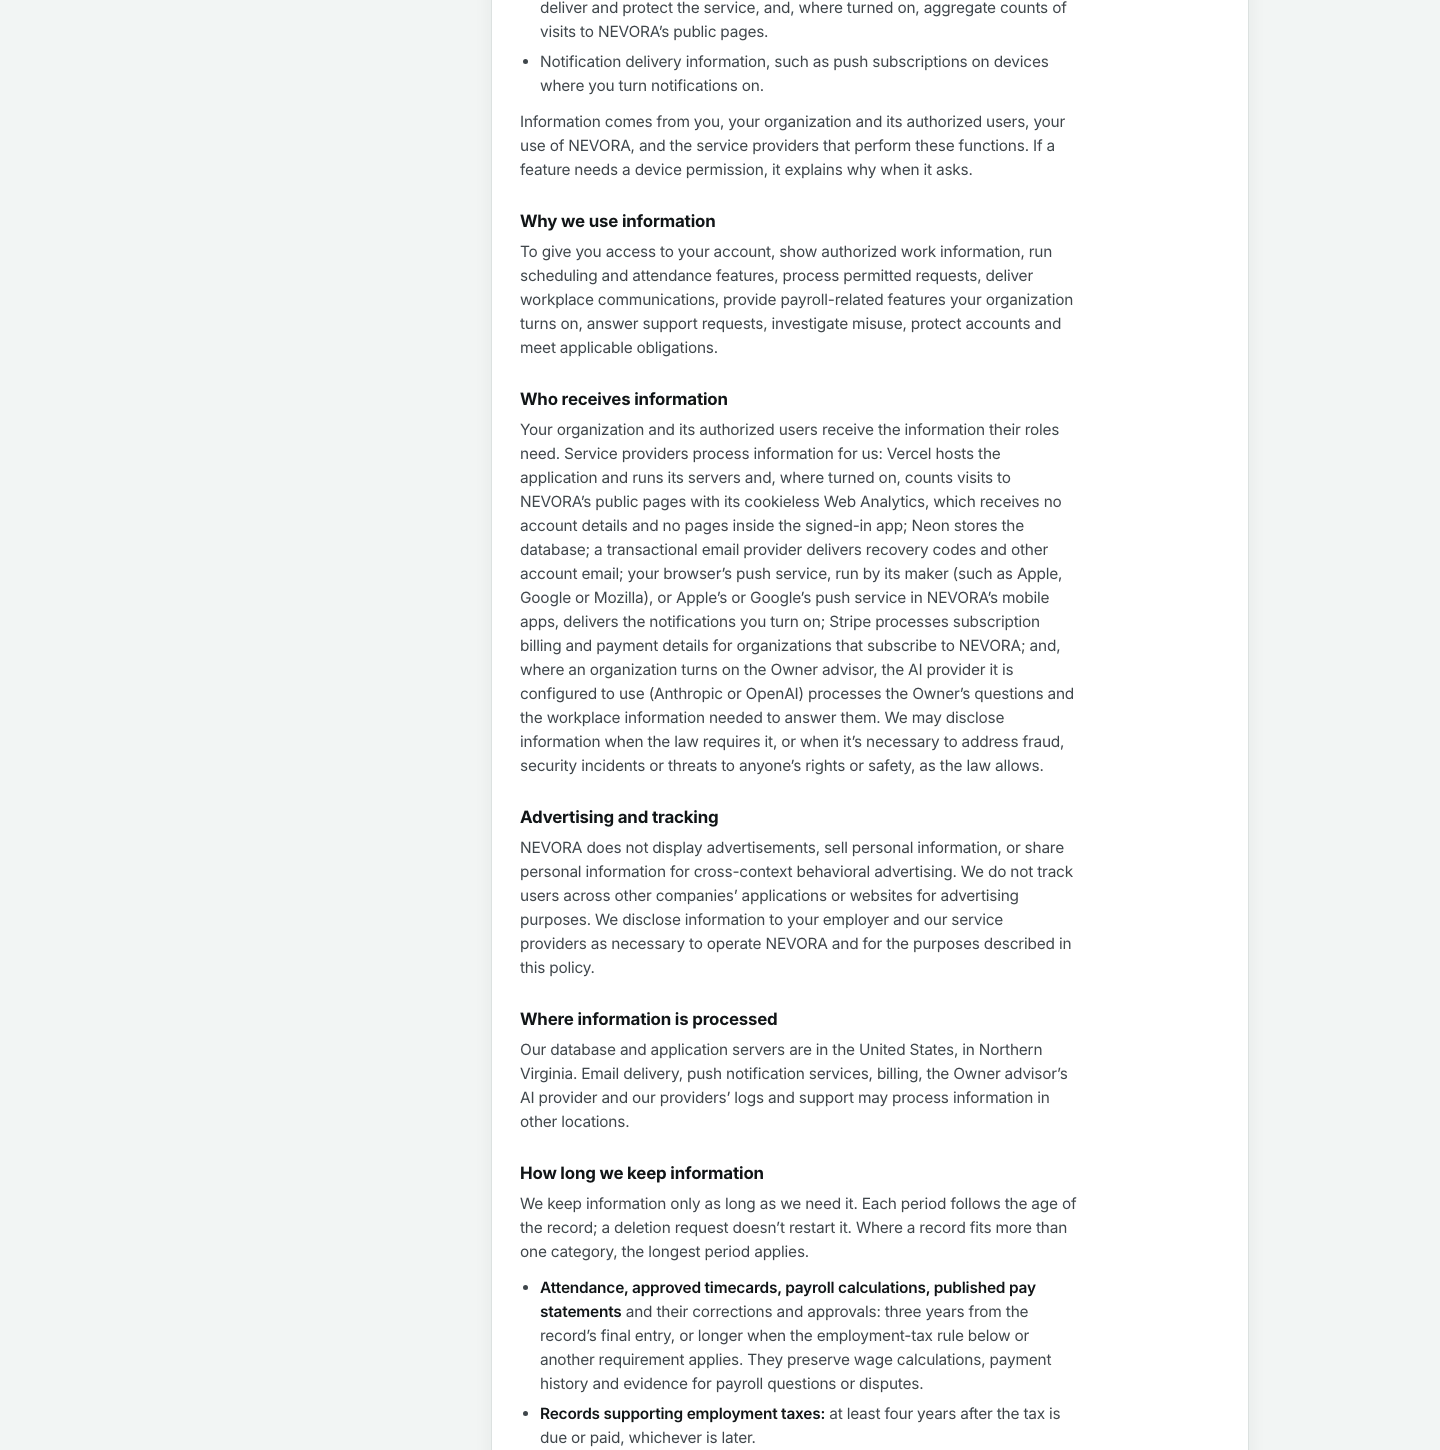 deliver and protect the service, and, where turned on, aggregate counts of
visits to NEVORA’s public pages.
• Notification delivery information, such as push subscriptions on devices
where you turn notifications on.
Information comes from you, your organization and its authorized users, your
use of NEVORA, and the service providers that perform these functions. If a
feature needs a device permission, it explains why when it asks.
Why we use information
To give you access to your account, show authorized work information, run
scheduling and attendance features, process permitted requests, deliver
workplace communications, provide payroll-related features your organization
turns on, answer support requests, investigate misuse, protect accounts and
meet applicable obligations.
Who receives information
Your organization and its authorized users receive the information their roles
need. Service providers process information for us: Vercel hosts the
application and runs its servers and, where turned on, counts visits to
NEVORA’s public pages with its cookieless Web Analytics, which receives no
account details and no pages inside the signed-in app; Neon stores the
database; a transactional email provider delivers recovery codes and other
account email; your browser’s push service, run by its maker (such as Apple,
Google or Mozilla), or Apple’s or Google’s push service in NEVORA’s mobile
apps, delivers the notifications you turn on; Stripe processes subscription
billing and payment details for organizations that subscribe to NEVORA; and,
where an organization turns on the Owner advisor, the AI provider it is
configured to use (Anthropic or OpenAI) processes the Owner’s questions and
the workplace information needed to answer them. We may disclose
information when the law requires it, or when it’s necessary to address fraud,
security incidents or threats to anyone’s rights or safety, as the law allows.
Advertising and tracking
NEVORA does not display advertisements, sell personal information, or share
personal information for cross-context behavioral advertising. We do not track
users across other companies’ applications or websites for advertising
purposes. We disclose information to your employer and our service
providers as necessary to operate NEVORA and for the purposes described in
this policy.
Where information is processed
Our database and application servers are in the United States, in Northern
Virginia. Email delivery, push notification services, billing, the Owner advisor’s
AI provider and our providers’ logs and support may process information in
other locations.
How long we keep information
We keep information only as long as we need it. Each period follows the age of
the record; a deletion request doesn’t restart it. Where a record fits more than
one category, the longest period applies.
• Attendance, approved timecards, payroll calculations, published pay
statements and their corrections and approvals: three years from the
record’s final entry, or longer when the employment-tax rule below or
another requirement applies. They preserve wage calculations, payment
history and evidence for payroll questions or disputes.
• Records supporting employment taxes: at least four years after the tax is
due or paid, whichever is later.